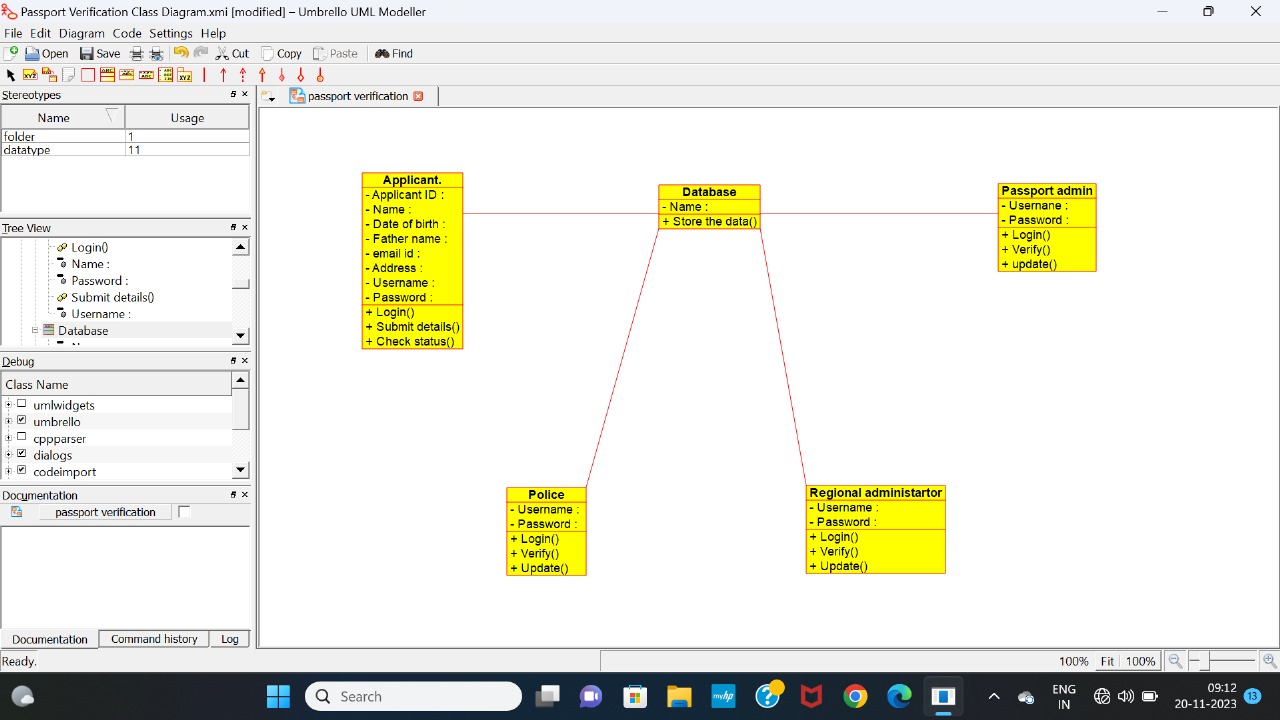 Passport Verification Class Diagram.xmi [modified] – Umbrello UML Modeller
File Edit Diagram Code Settings Help
Open Save Cut Copy Paste Find
Stereotypes
Name Usage
folder 1
datatype 11
Tree View
Login()
Name :
Password :
Submit details()
Username :
Database
Debug
Class Name
umlwidgets
umbrello
cppparser
dialogs
codeimport
Documentation
passport verification
Documentation Command history Log
Ready.
passport verification
Applicant.
- Applicant ID :
- Name :
- Date of birth :
- Father name :
- email id :
- Address :
- Username :
- Password :
+ Login()
+ Submit details()
+ Check status()
Database
- Name :
+ Store the data()
Passport admin
- Username :
- Password :
+ Login()
+ Verify()
+ update()
Police
- Username :
- Password :
+ Login()
+ Verify()
+ Update()
Regional administartor
- Username :
- Password :
+ Login()
+ Verify()
+ Update()
100% Fit 100%
Search
myhp
ENG
IN
09:12
20-11-2023
13